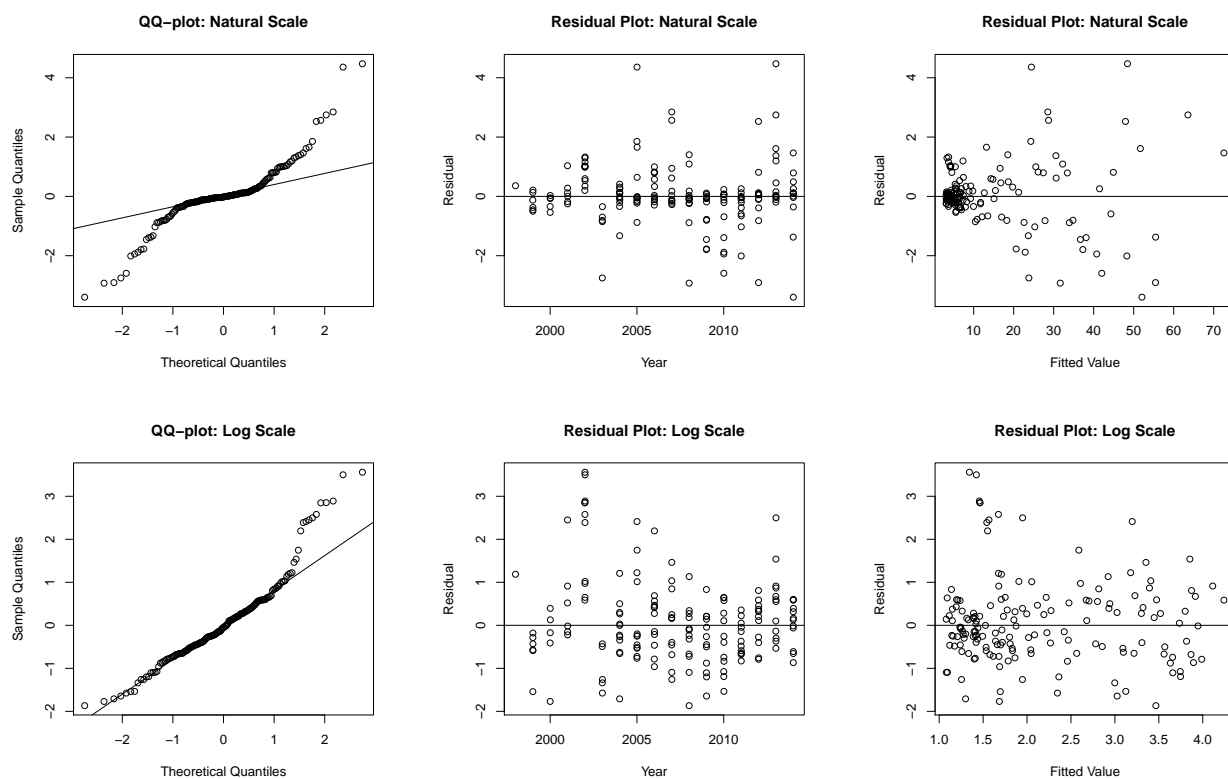 QQ−plot: Natural Scale
Sample Quantiles
4
2
0
−2
−2 −1 0 1 2
Theoretical Quantiles
Residual Plot: Natural Scale
Residual
4
2
0
−2
2000 2005 2010
Year
Residual Plot: Natural Scale
Residual
4
2
0
−2
10 20 30 40 50 60 70
Fitted Value
QQ−plot: Log Scale
Sample Quantiles
3
2
1
0
−1
−2
−2 −1 0 1 2
Theoretical Quantiles
Residual Plot: Log Scale
Residual
3
2
1
0
−1
−2
2000 2005 2010
Year
Residual Plot: Log Scale
Residual
3
2
1
0
−1
−2
1.0 1.5 2.0 2.5 3.0 3.5 4.0
Fitted Value